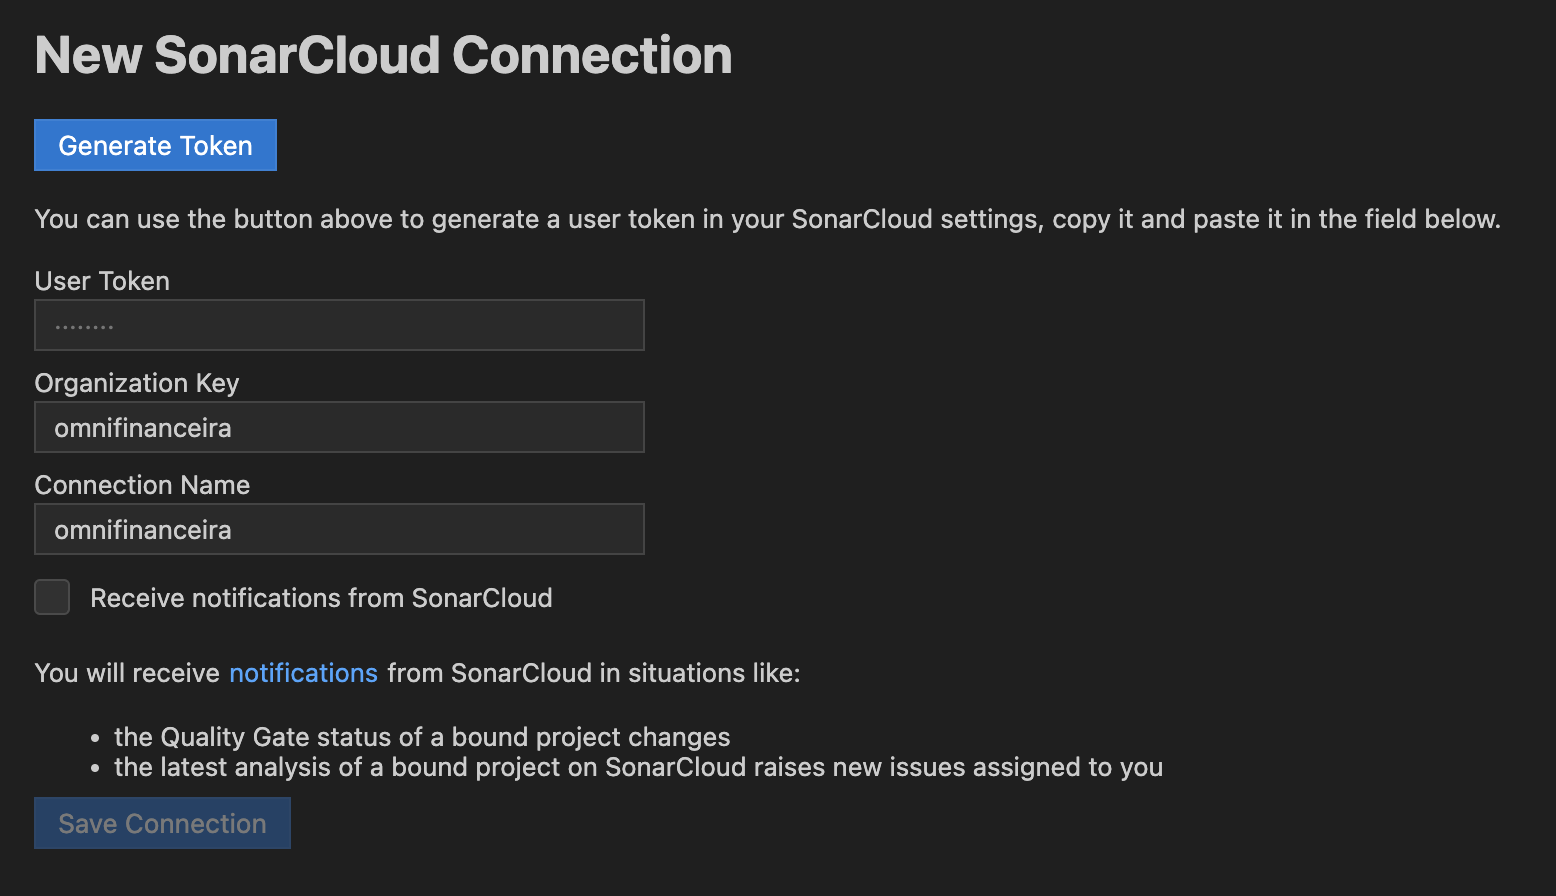 New SonarCloud Connection
Generate Token
You can use the button above to generate a user token in your SonarCloud settings, copy it and paste it in the field below.
User Token
········
Organization Key
omnifinanceira
Connection Name
omnifinanceira
Receive notifications from SonarCloud
You will receive notifications from SonarCloud in situations like:
• the Quality Gate status of a bound project changes
• the latest analysis of a bound project on SonarCloud raises new issues assigned to you
Save Connection